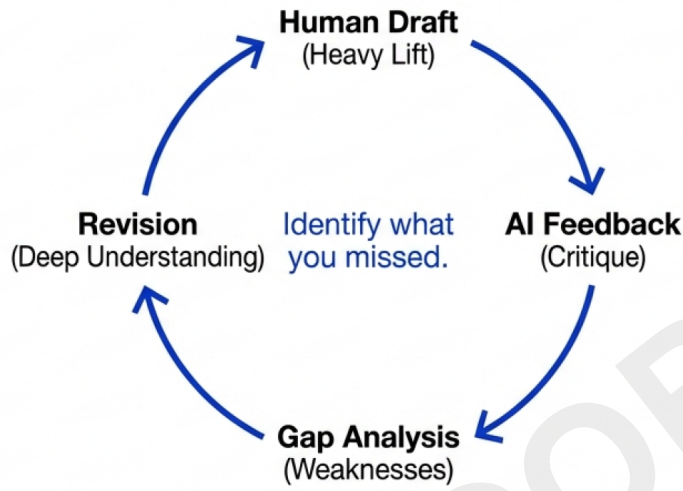 Human Draft
(Heavy Lift)
AI Feedback
(Critique)
Gap Analysis
(Weaknesses)
Revision
(Deep Understanding)
Identify what
you missed.